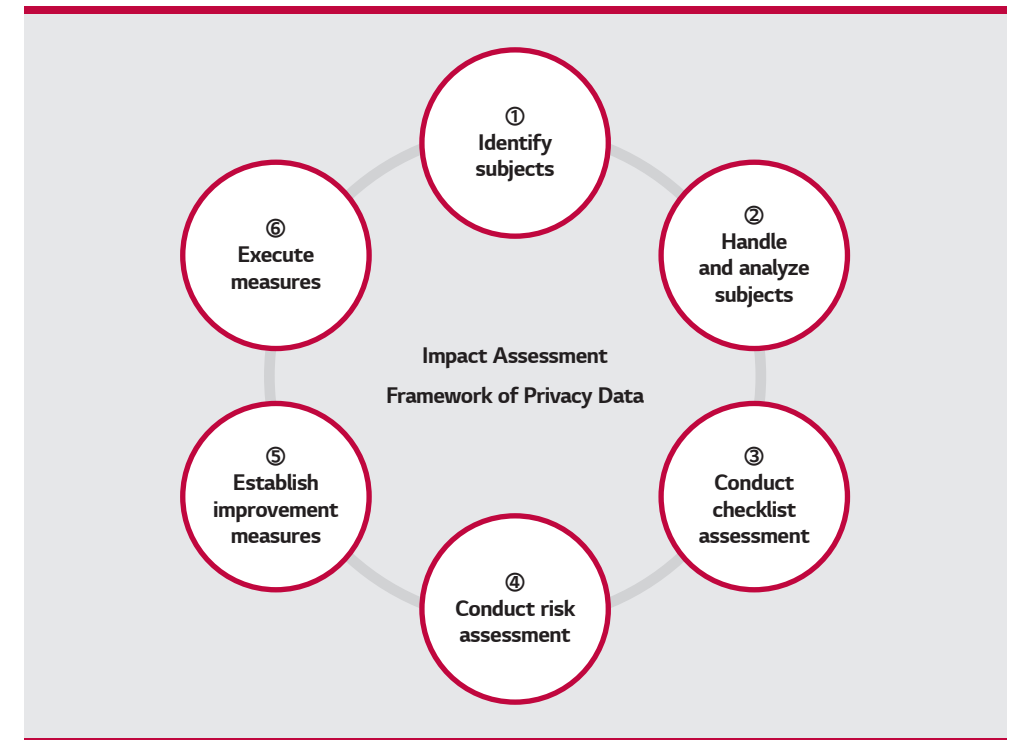 ①
Identify
subjects
②
Handle
and analyze
subjects
③
Conduct
checklist
assessment
④
Conduct risk
assessment
⑤
Establish
improvement
measures
⑥
Execute
measures
Impact Assessment
Framework of Privacy Data